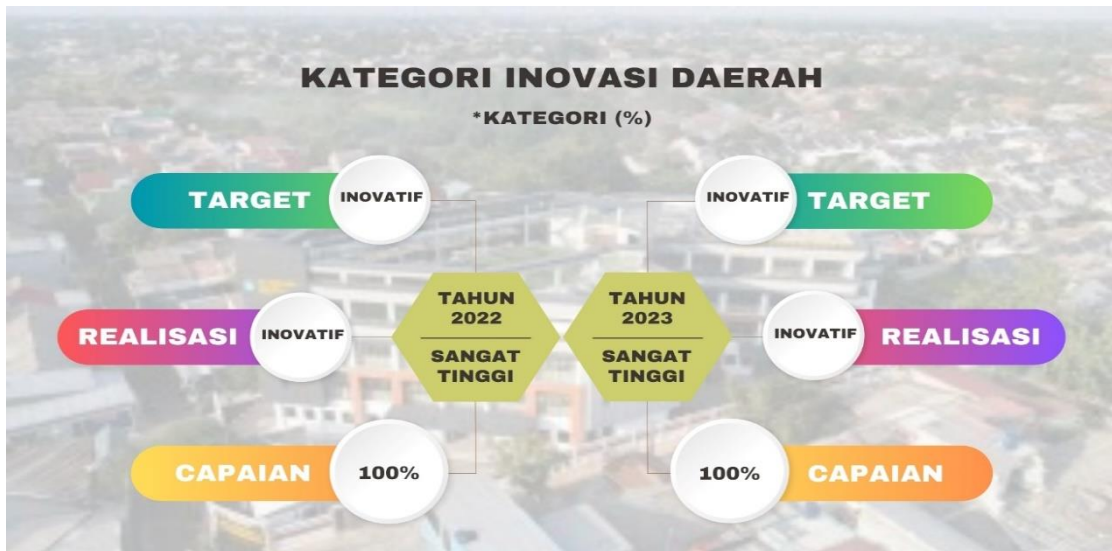 KATEGORI INOVASI DAERAH
*KATEGORI (%)
TARGET
INOVATIF
INOVATIF
TARGET
REALISASI
INOVATIF
TAHUN
2022
SANGAT
TINGGI
TAHUN
2023
SANGAT
TINGGI
INOVATIF
REALISASI
CAPAIAN
100%
100%
CAPAIAN